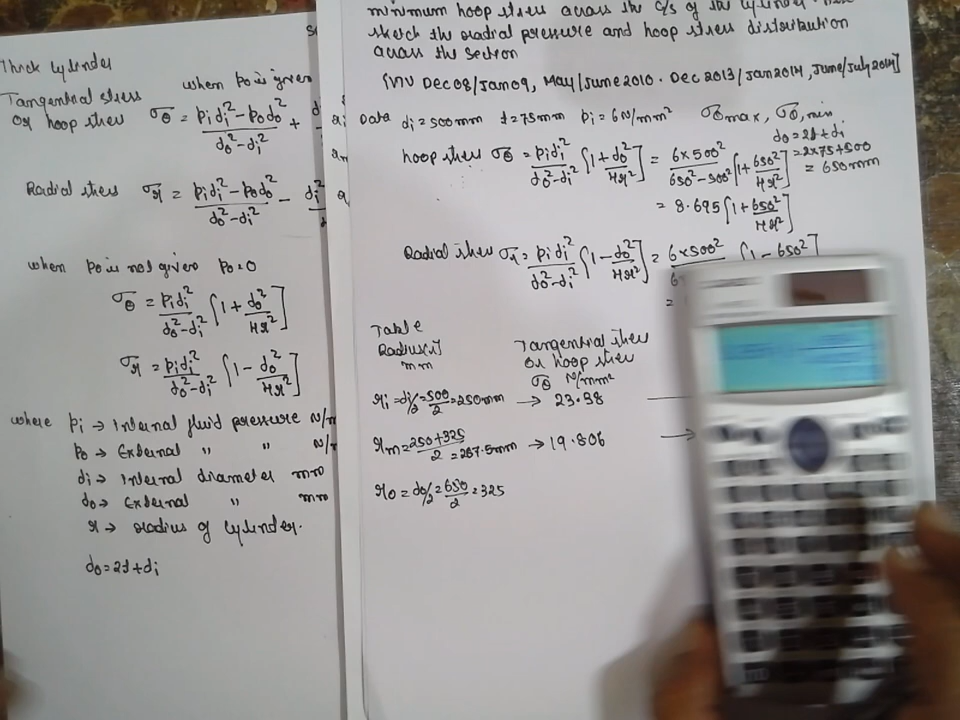 Thick Cylinder
Tangential stress when po is given
or hoop stress σθ = pidi² - podo² / do² - di² +
Radial stress σr = pidi² - podo² / do² - di² - di²
when po is not given po = 0
σθ = pidi² / do² - di² [1 + do² / 4r²]
σr = pidi² / do² - di² [1 - do² / 4r²]
where pi → Internal fluid pressure N/
po → External " " N/
di → Internal diameter mm
do → External " mm
r → radius of cylinder.
do = 2t + di
minimum hoop stress across the c/s of the cylinder.
sketch the radial pressure and hoop stress distribution
across the section
[VTU Dec08/Jan09, May/June 2010. Dec 2013/Jan 2014, June/July 2014]
Data di = 500mm t = 75mm pi = 6 N/mm² σθmax, σθ, min
do = 2t + di
= 2x75+500
= 650mm
hoop stress σθ = pidi² / do² - di² [1 + do² / 4r²] = 6x500² / 650² - 500² [1 + 650² / 4r²]
= 8.695 [1 + 650² / 4r²]
Radial stress σr = pidi² / do² - di² [1 - do² / 4r²] = 6x500² / 6 [1 - 650²
=
Table
Radius(r) mm
Tangential stress or hoop stress σθ N/mm²
ri = di/2 = 500/2 = 250mm → 23.38
rm = 250+325 / 2 = 287.5mm → 19.806 →
ro = do/2 = 650/2 = 325